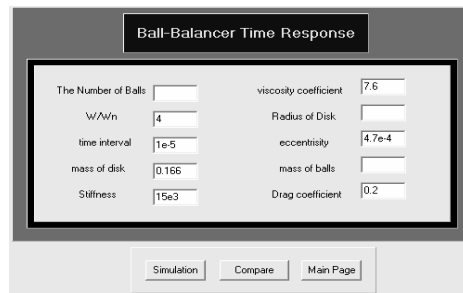 Ball-Balancer Time Response
The Number of Balls viscosity coefficient 7.6
W/Wn 4 Radius of Disk
time interval 1e-5 eccentrisity 4.7e-4
mass of disk 0.166 mass of balls
Stiffness 15e3 Drag coefficient 0.2
Simulation Compare Main Page